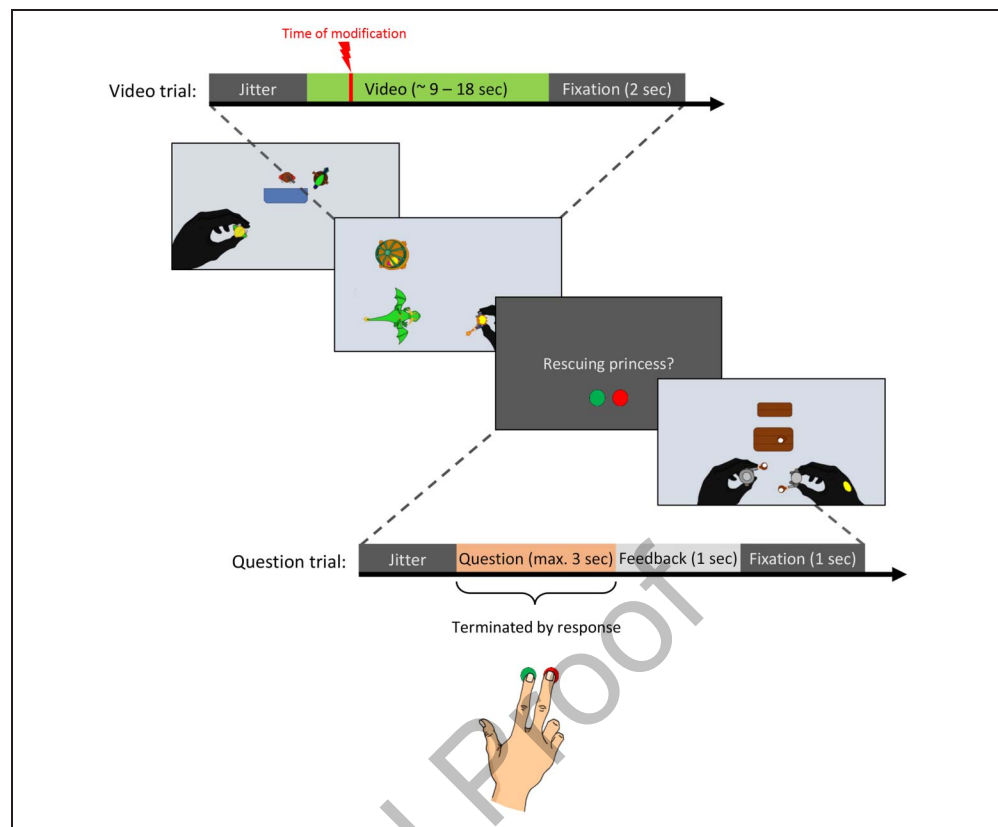 Time of modification
Video trial:
Jitter
Video (~ 9 – 18 sec)
Fixation (2 sec)
Rescuing princess?
Question trial:
Jitter
Question (max. 3 sec)
Feedback (1 sec)
Fixation (1 sec)
Terminated by response
Proof